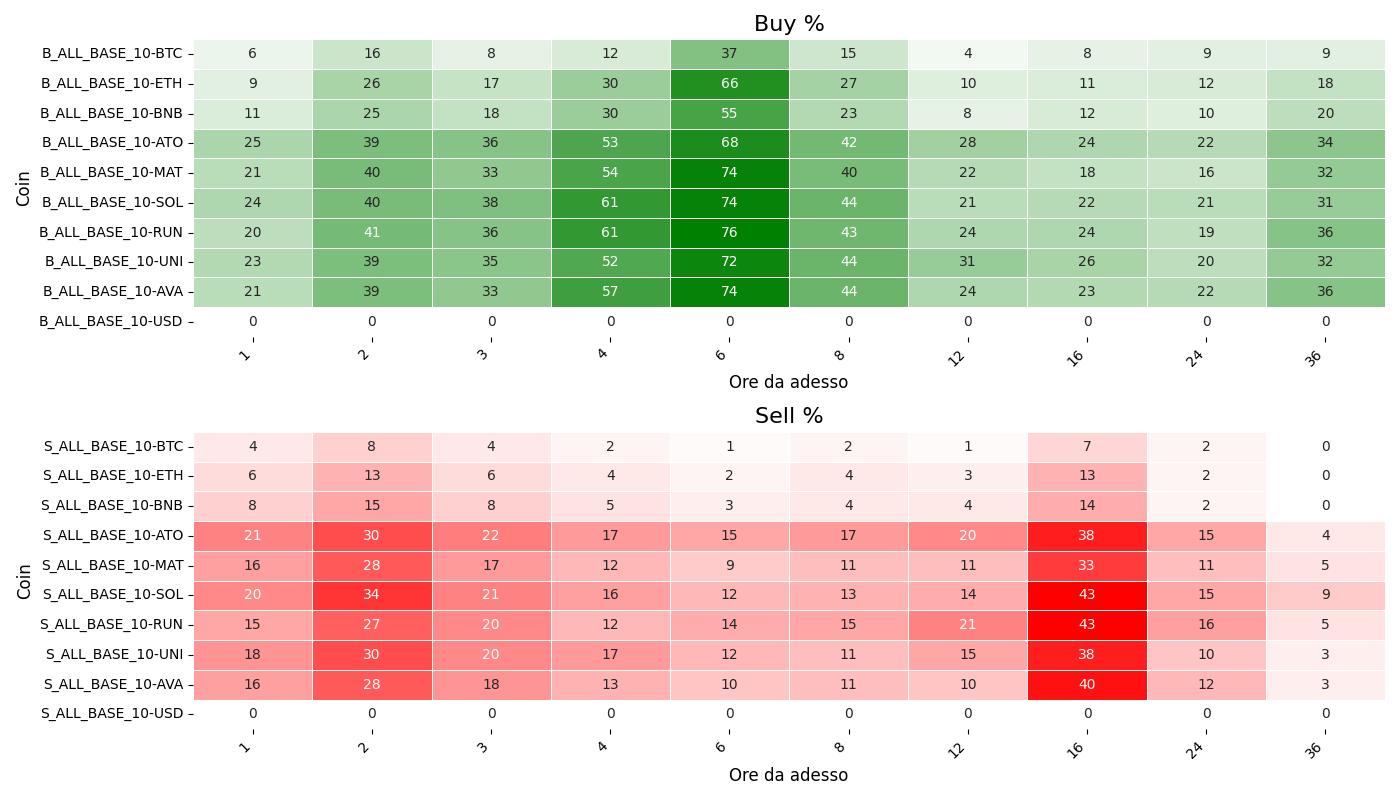 Buy %
Coin
B_ALL_BASE_10-BTC 6 16 8 12 37 15 4 8 9 9
B_ALL_BASE_10-ETH 9 26 17 30 66 27 10 11 12 18
B_ALL_BASE_10-BNB 11 25 18 30 55 23 8 12 10 20
B_ALL_BASE_10-ATO 25 39 36 53 68 42 28 24 22 34
B_ALL_BASE_10-MAT 21 40 33 54 74 40 22 18 16 32
B_ALL_BASE_10-SOL 24 40 38 61 74 44 21 22 21 31
B_ALL_BASE_10-RUN 20 41 36 61 76 43 24 24 19 36
B_ALL_BASE_10-UNI 23 39 35 52 72 44 31 26 20 32
B_ALL_BASE_10-AVA 21 39 33 57 74 44 24 23 22 36
B_ALL_BASE_10-USD 0 0 0 0 0 0 0 0 0 0
1 2 3 4 6 8 12 16 24 36
Ore da adesso
Sell %
Coin
S_ALL_BASE_10-BTC 4 8 4 2 1 2 1 7 2 0
S_ALL_BASE_10-ETH 6 13 6 4 2 4 3 13 2 0
S_ALL_BASE_10-BNB 8 15 8 5 3 4 4 14 2 0
S_ALL_BASE_10-ATO 21 30 22 17 15 17 20 38 15 4
S_ALL_BASE_10-MAT 16 28 17 12 9 11 11 33 11 5
S_ALL_BASE_10-SOL 20 34 21 16 12 13 14 43 15 9
S_ALL_BASE_10-RUN 15 27 20 12 14 15 21 43 16 5
S_ALL_BASE_10-UNI 18 30 20 17 12 11 15 38 10 3
S_ALL_BASE_10-AVA 16 28 18 13 10 11 10 40 12 3
S_ALL_BASE_10-USD 0 0 0 0 0 0 0 0 0 0
1 2 3 4 6 8 12 16 24 36
Ore da adesso